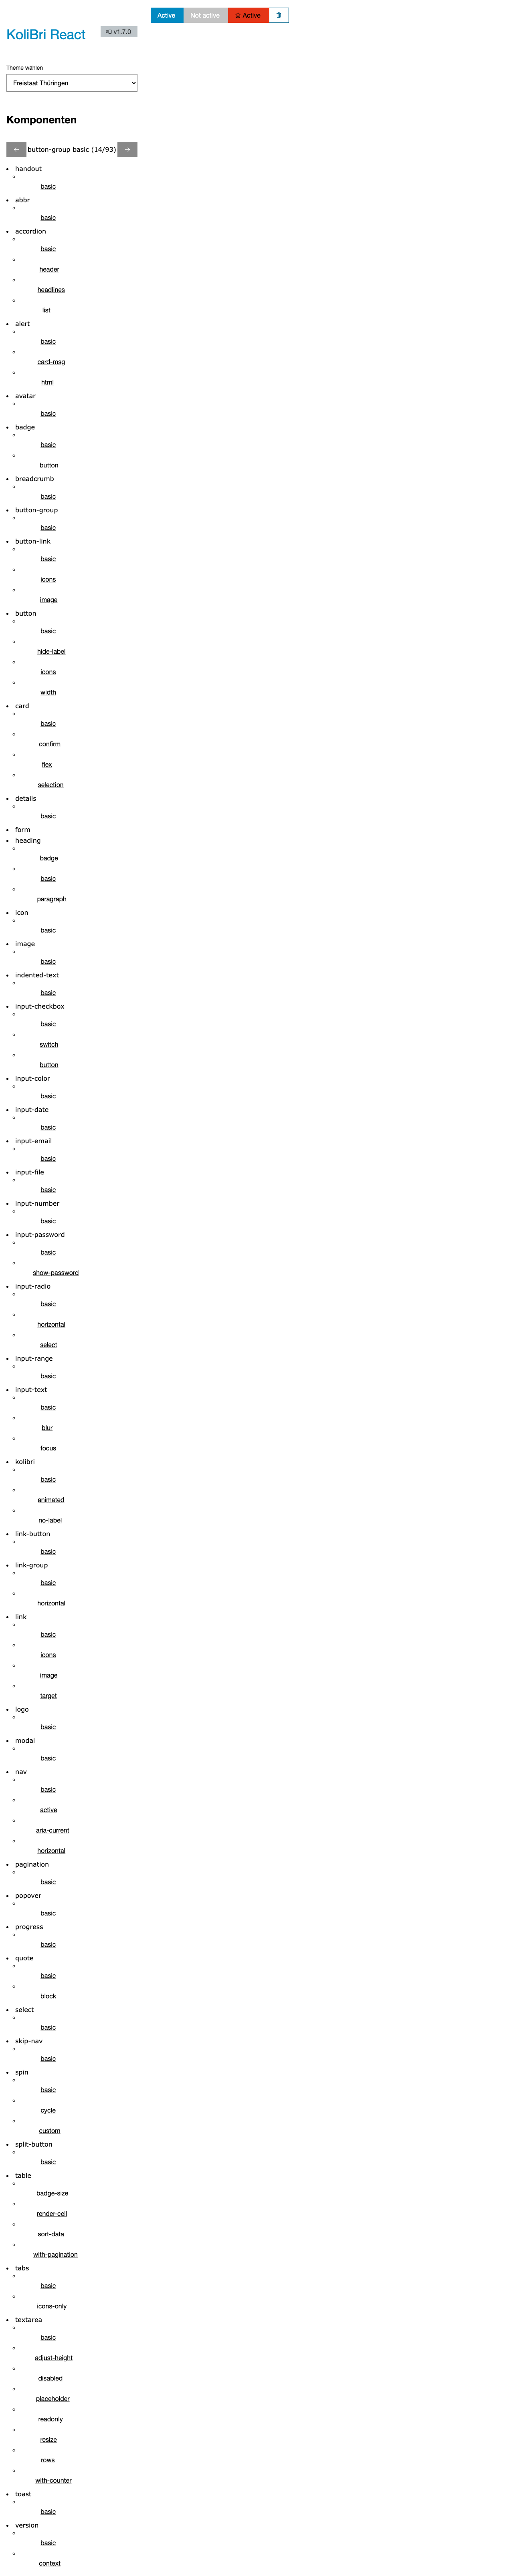 KoliBri React
v1.7.0
Theme wählen
Freistaat Thüringen
Komponenten
← button-group basic (14/93) →
handout
basic
abbr
basic
accordion
basic
header
headlines
list
alert
basic
card-msg
html
avatar
basic
badge
basic
button
breadcrumb
basic
button-group
basic
button-link
basic
icons
image
button
basic
hide-label
icons
width
card
basic
confirm
flex
selection
details
basic
form
heading
badge
basic
paragraph
icon
basic
image
basic
indented-text
basic
input-checkbox
basic
switch
button
input-color
basic
input-date
basic
input-email
basic
input-file
basic
input-number
basic
input-password
basic
show-password
input-radio
basic
horizontal
select
input-range
basic
input-text
basic
blur
focus
kolibri
basic
animated
no-label
link-button
basic
link-group
basic
horizontal
link
basic
icons
image
target
logo
basic
modal
basic
nav
basic
active
aria-current
horizontal
pagination
basic
popover
basic
progress
basic
quote
basic
block
select
basic
skip-nav
basic
spin
basic
cycle
custom
split-button
basic
table
badge-size
render-cell
sort-data
with-pagination
tabs
basic
icons-only
textarea
basic
adjust-height
disabled
placeholder
readonly
resize
rows
with-counter
toast
basic
version
basic
context
Active Not active Active